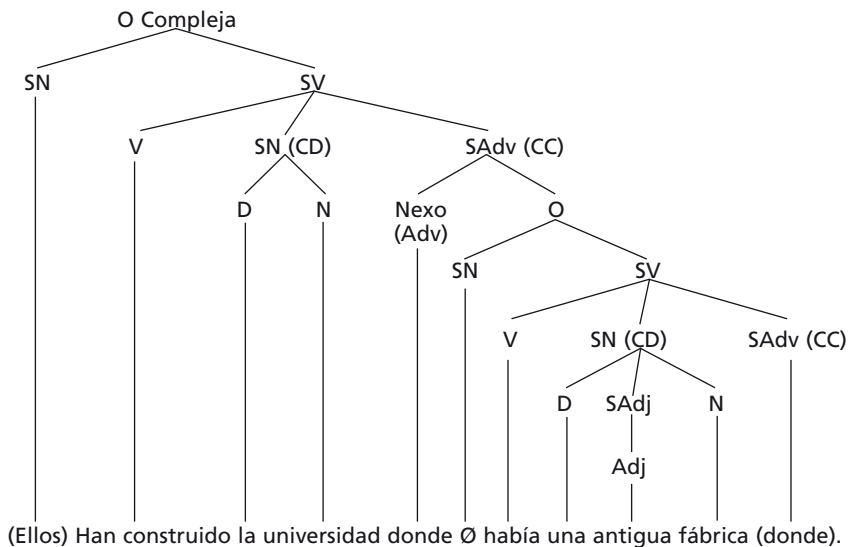 O Compleja
SN SV
V SN (CD) SAdv (CC)
D N Nexo O
(Adv)
SN SV
V SN (CD) SAdv (CC)
D SAdj N
Adj
(Ellos) Han construido la universidad donde Ø había una antigua fábrica (donde).